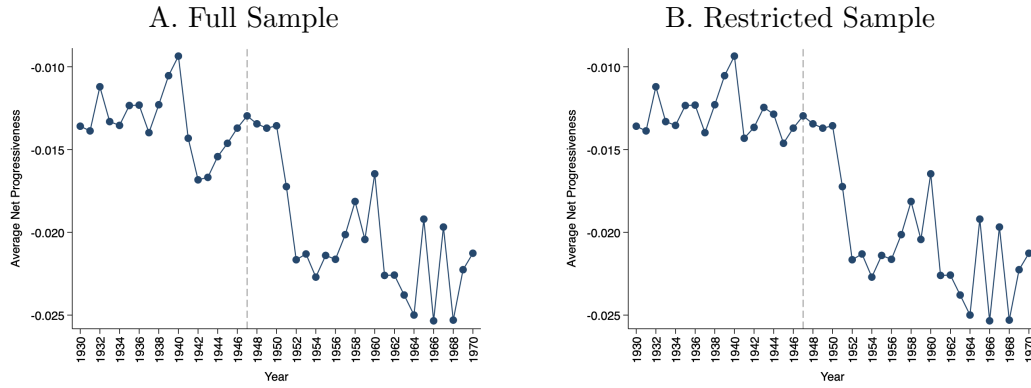 A. Full Sample
Average Net Progressiveness
-0.010
-0.015
-0.020
-0.025
1930 1932 1934 1936 1938 1940 1942 1944 1946 1948 1950 1952 1954 1956 1958 1960 1962 1964 1966 1968 1970
Year
B. Restricted Sample
Average Net Progressiveness
-0.010
-0.015
-0.020
-0.025
1930 1932 1934 1936 1938 1940 1942 1944 1946 1948 1950 1952 1954 1956 1958 1960 1962 1964 1966 1968 1970
Year